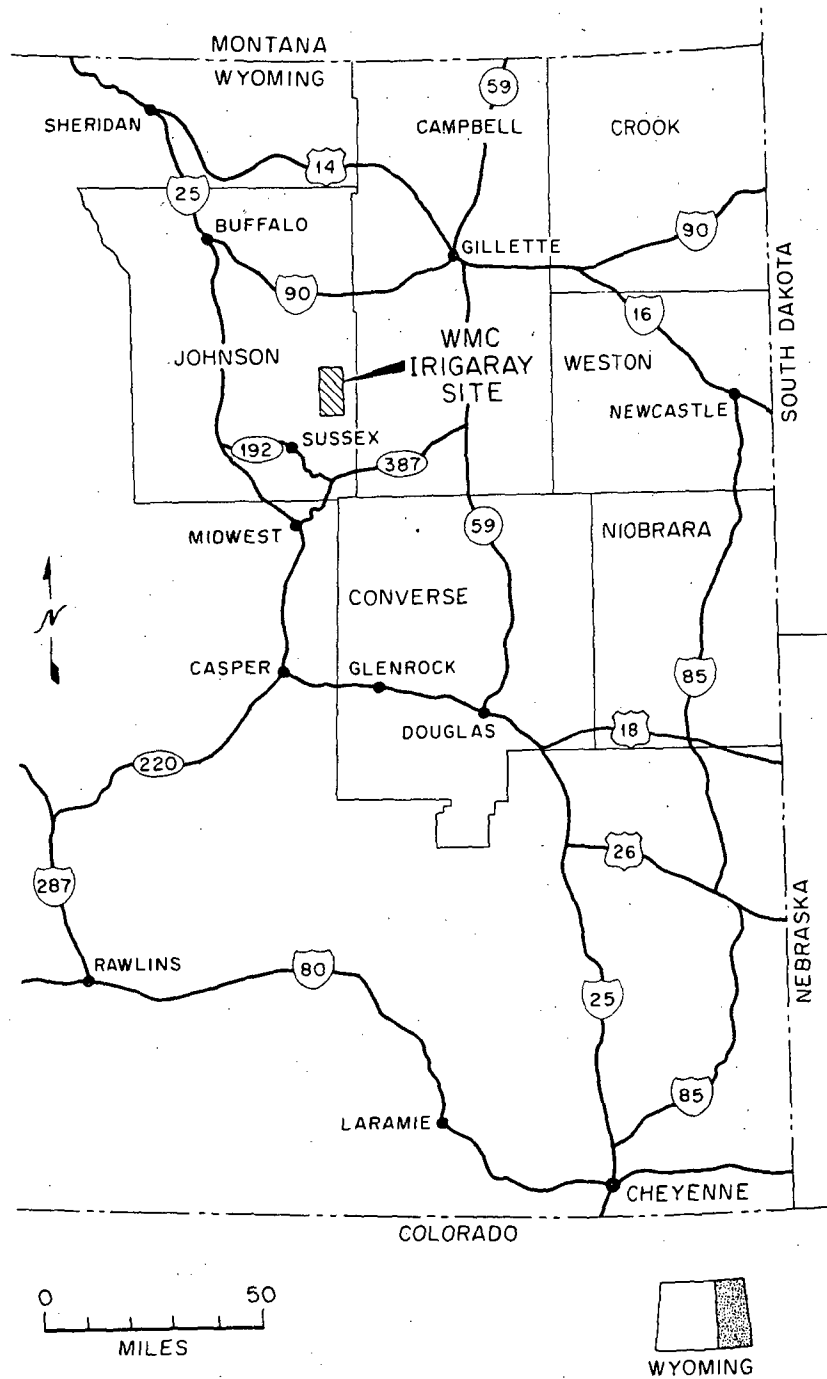 MONTANA
WYOMING
59
SHERIDAN
CAMPBELL
CROOK
14
25
BUFFALO
GILLETTE
90
90
SOUTH DAKOTA
16
WMC
IRIGARAY
SITE
JOHNSON
WESTON
NEWCASTLE
192
SUSSEX
387
MIDWEST
59
NIOBRARA
N
CONVERSE
CASPER
GLENROCK
85
DOUGLAS
18
220
26
287
NEBRASKA
RAWLINS
80
25
85
LARAMIE
CHEYENNE
COLORADO
0 50
MILES
WYOMING